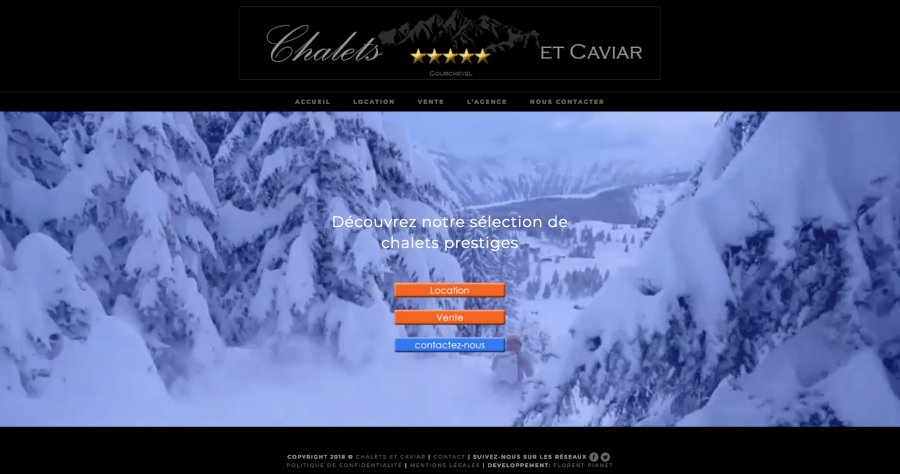 Chalets ET CAVIAR
COURCHEVEL
ACCUEIL LOCATION VENTE L'AGENCE NOUS CONTACTER
Découvrez notre sélection de
chalets prestiges
Location
Vente
contactez-nous
COPYRIGHT 2018 © CHALETS ET CAVIAR | CONTACT | SUIVEZ-NOUS SUR LES RÉSEAUX
POLITIQUE DE CONFIDENTIALITÉ | MENTIONS LÉGALES | DEVELOPPEMENT: FLORENT PIANET